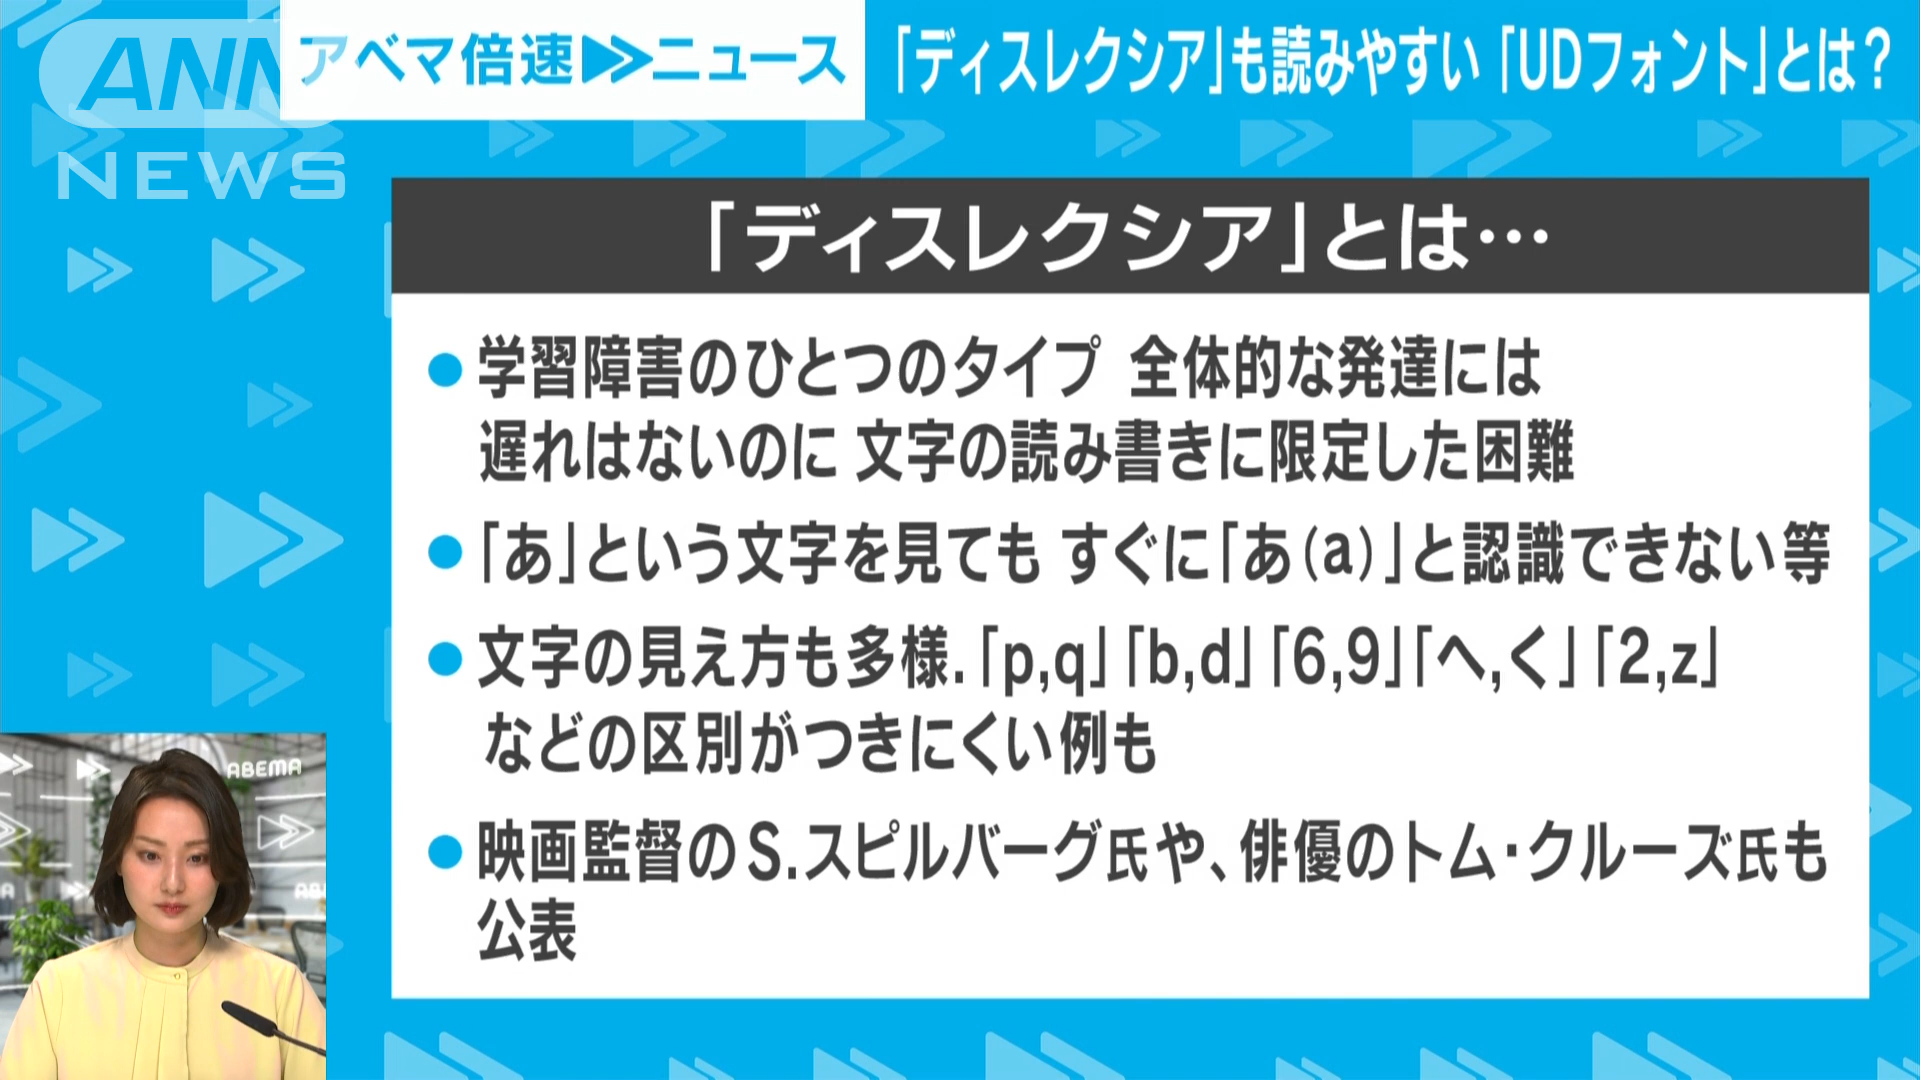 ANN
NEWS
アベマ倍速 ニュース
「ディスレクシア」も読みやすい「UDフォント」とは？
「ディスレクシア」とは…
●学習障害のひとつのタイプ 全体的な発達には
遅れはないのに 文字の読み書きに限定した困難
●「あ」という文字を見ても すぐに「あ(a)」と認識できない等
●文字の見え方も多様.「p,q」「b,d」「6,9」「へ,く」「2,z」
などの区別がつきにくい例も
●映画監督のS.スピルバーグ氏や、俳優のトム・クルーズ氏も
公表
ABEMA